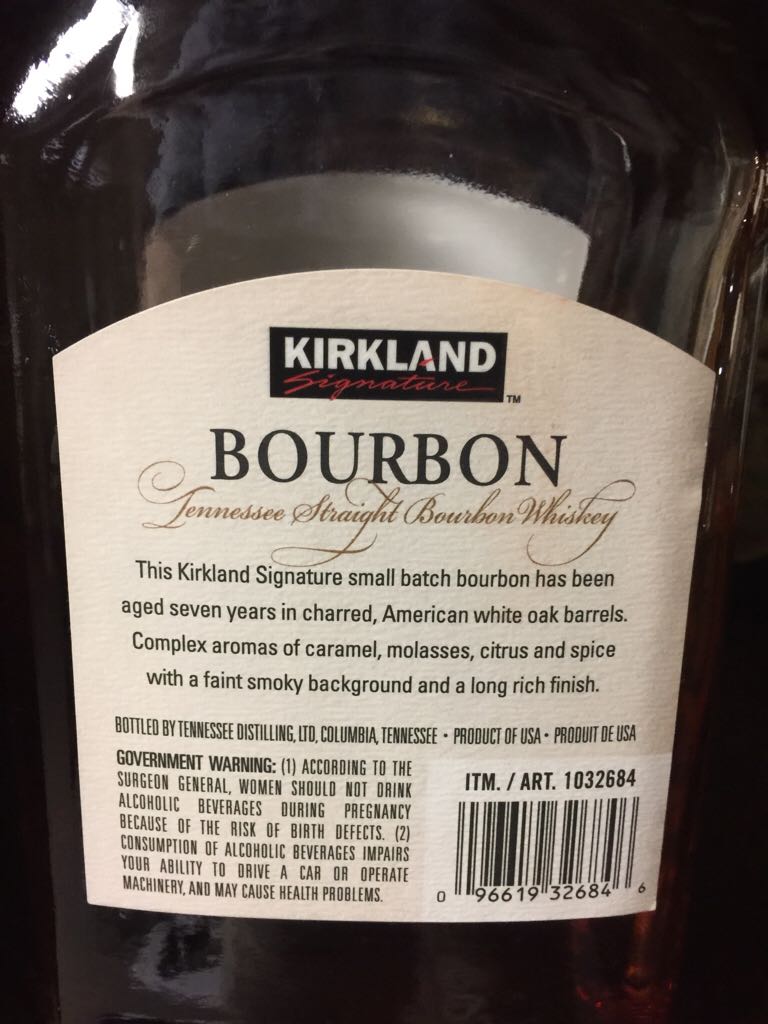 KIRKLAND
Signature™
BOURBON
Tennessee Straight Bourbon Whiskey
This Kirkland Signature small batch bourbon has been
aged seven years in charred, American white oak barrels.
Complex aromas of caramel, molasses, citrus and spice
with a faint smoky background and a long rich finish.
BOTTLED BY TENNESSEE DISTILLING, LTD, COLUMBIA, TENNESSEE • PRODUCT OF USA • PRODUIT DE USA
GOVERNMENT WARNING: (1) ACCORDING TO THE
SURGEON GENERAL, WOMEN SHOULD NOT DRINK
ALCOHOLIC BEVERAGES DURING PREGNANCY
BECAUSE OF THE RISK OF BIRTH DEFECTS. (2)
CONSUMPTION OF ALCOHOLIC BEVERAGES IMPAIRS
YOUR ABILITY TO DRIVE A CAR OR OPERATE
MACHINERY, AND MAY CAUSE HEALTH PROBLEMS.
ITM. / ART. 1032684
0 96619 32684 6